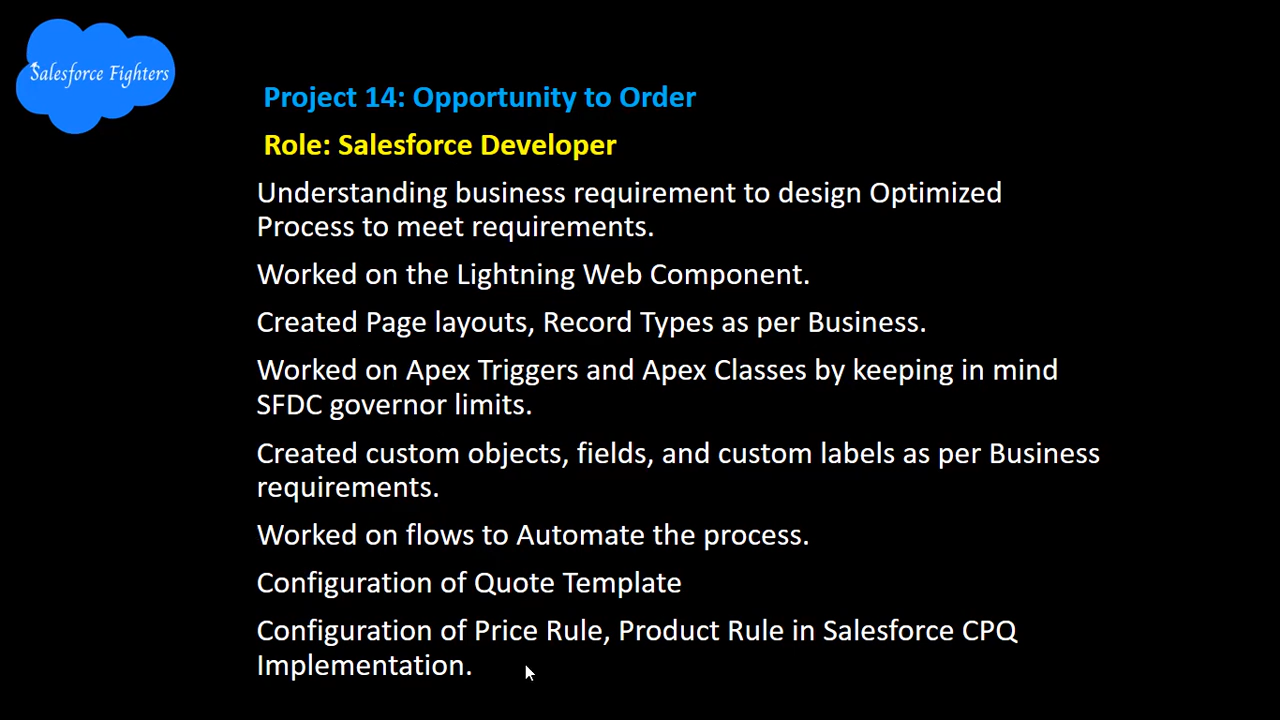 Salesforce Fighters
Project 14: Opportunity to Order
Role: Salesforce Developer
Understanding business requirement to design Optimized
Process to meet requirements.
Worked on the Lightning Web Component.
Created Page layouts, Record Types as per Business.
Worked on Apex Triggers and Apex Classes by keeping in mind
SFDC governor limits.
Created custom objects, fields, and custom labels as per Business
requirements.
Worked on flows to Automate the process.
Configuration of Quote Template
Configuration of Price Rule, Product Rule in Salesforce CPQ
Implementation.